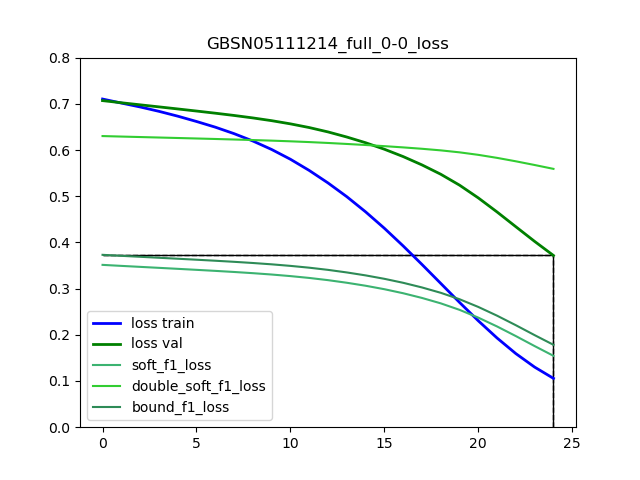 GBSN05111214_full_0-0_loss
0.8
0.7
0.6
0.5
0.4
0.3
0.2
0.1
0.0
loss train
loss val
soft_f1_loss
double_soft_f1_loss
bound_f1_loss
0 5 10 15 20 25